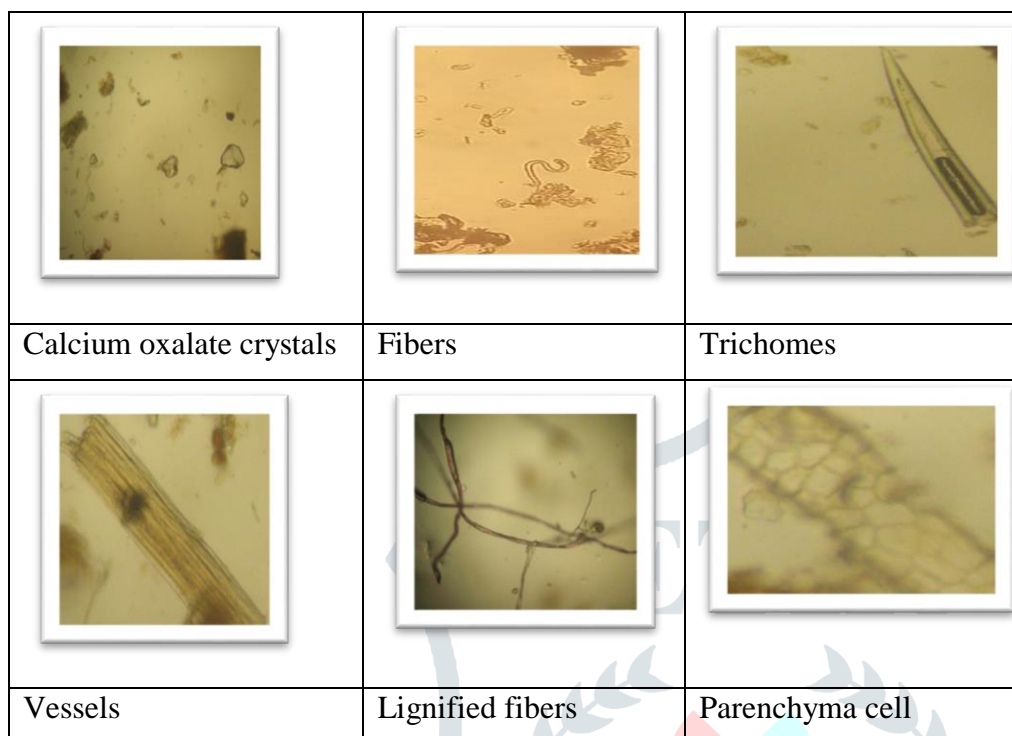 Calcium oxalate crystals
Fibers
Trichomes
Vessels
Lignified fibers
Parenchyma cell